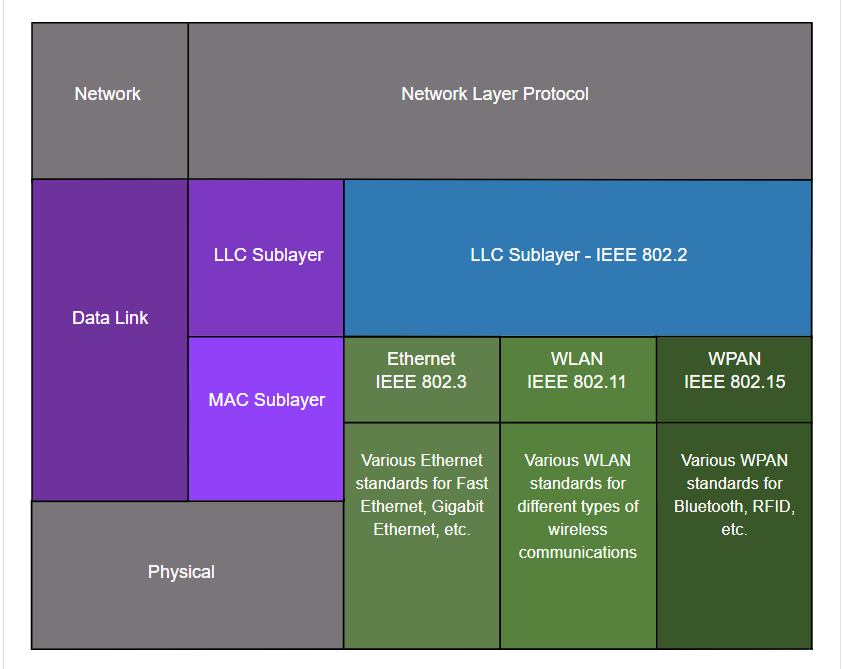 Network
Network Layer Protocol
Data Link
LLC Sublayer
LLC Sublayer - IEEE 802.2
MAC Sublayer
Ethernet
IEEE 802.3
WLAN
IEEE 802.11
WPAN
IEEE 802.15
Various Ethernet
standards for Fast
Ethernet, Gigabit
Ethernet, etc.
Various WLAN
standards for
different types of
wireless
communications
Various WPAN
standards for
Bluetooth, RFID,
etc.
Physical